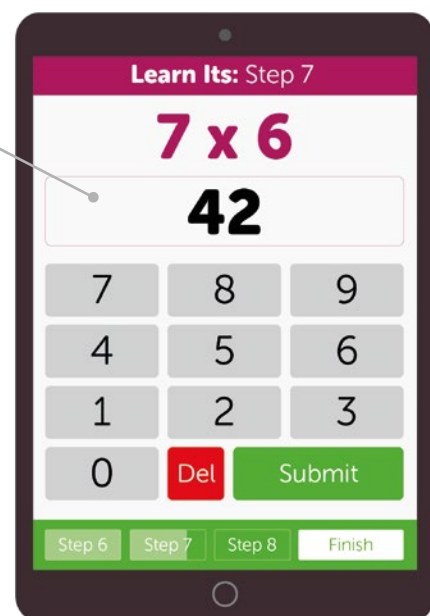 Learn Its: Step 7
7 x 6
42
7 8 9
4 5 6
1 2 3
0 Del Submit
Step 6 Step 7 Step 8 Finish